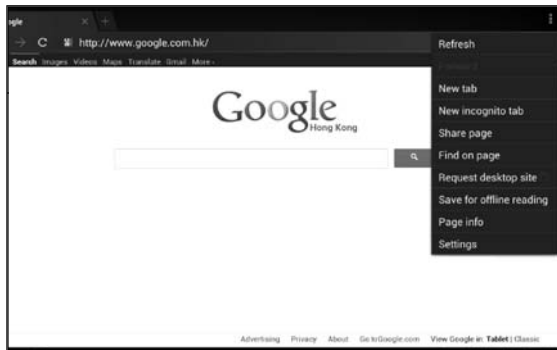 ogle
http://www.google.com.hk/
Search Images Videos Maps Translate Gmail More
Google
Hong Kong
Refresh
Forward
New tab
New incognito tab
Share page
Find on page
Request desktop site
Save for offline reading
Page info
Settings
Advertising Privacy About Go to Google.com View Google in: Tablet | Classic